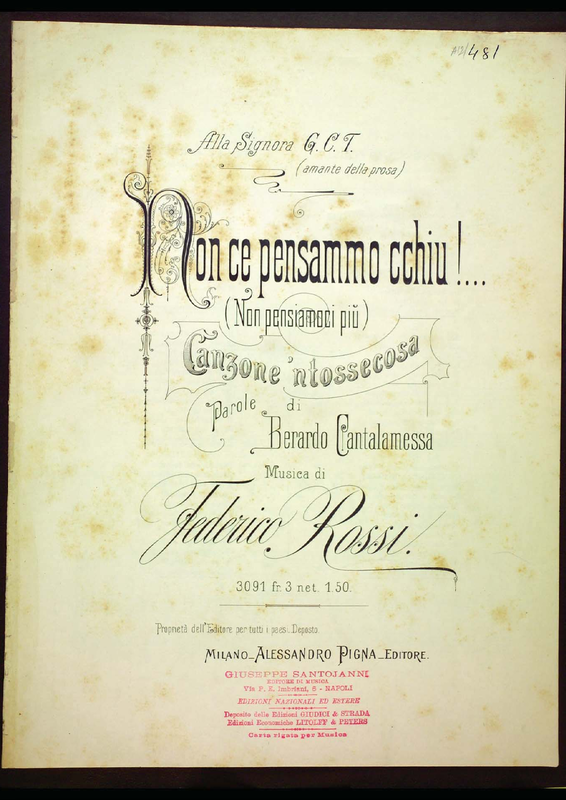 481
Alla Signora G. C. T.
(amante della prosa)
Non ce pensammo cchiu !....
(Non pensiamoci più)
Canzone 'ntossecosa
Parole di
Berardo Cantalamessa
Musica di
Federico Rossi.
3091 fr. 3 net. 1.50.
Proprietà dell'Editore per tutti i paesi. Deposto.
MILANO_ALESSANDRO PIGNA_EDITORE.
GIUSEPPE SANTOJANNI
EDITORE DI MUSICA
Via P. E. Imbriani, 8 - NAPOLI
EDIZIONI NAZIONALI ED ESTERE
Deposito delle Edizioni GIUDICI & STRADA
Edizioni Economiche LITOLFF & PETERS
Carta rigata per Musica